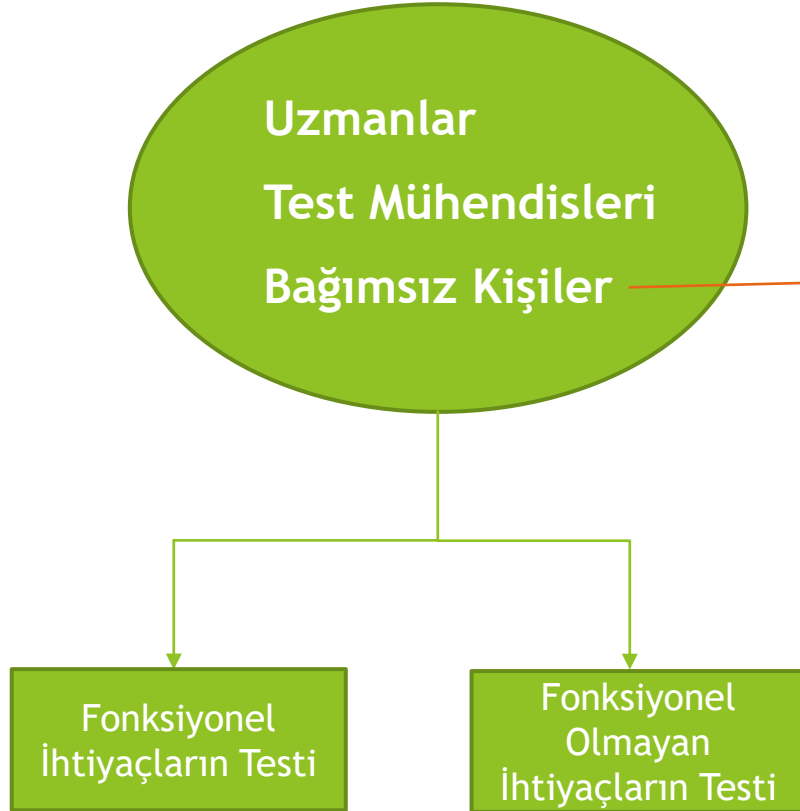 Uzmanlar
Test Mühendisleri
Bağımsız Kişiler
Fonksiyonel
İhtiyaçların Testi
Fonksiyonel
Olmayan
İhtiyaçların Testi